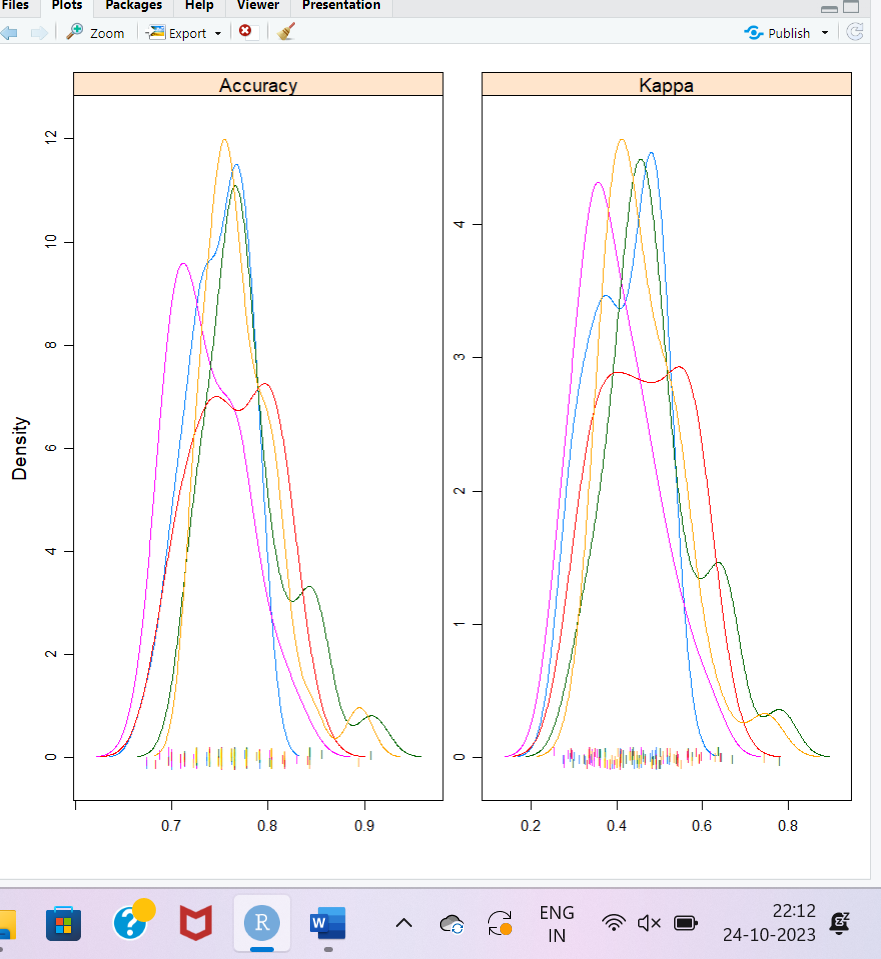 Files Plots Packages Help Viewer Presentation
Zoom Export Publish
Accuracy Kappa
Density
12
10
8
6
4
2
0
0.7 0.8 0.9
4
3
2
1
0
0.2 0.4 0.6 0.8
? R W
ENG
IN
22:12
24-10-2023